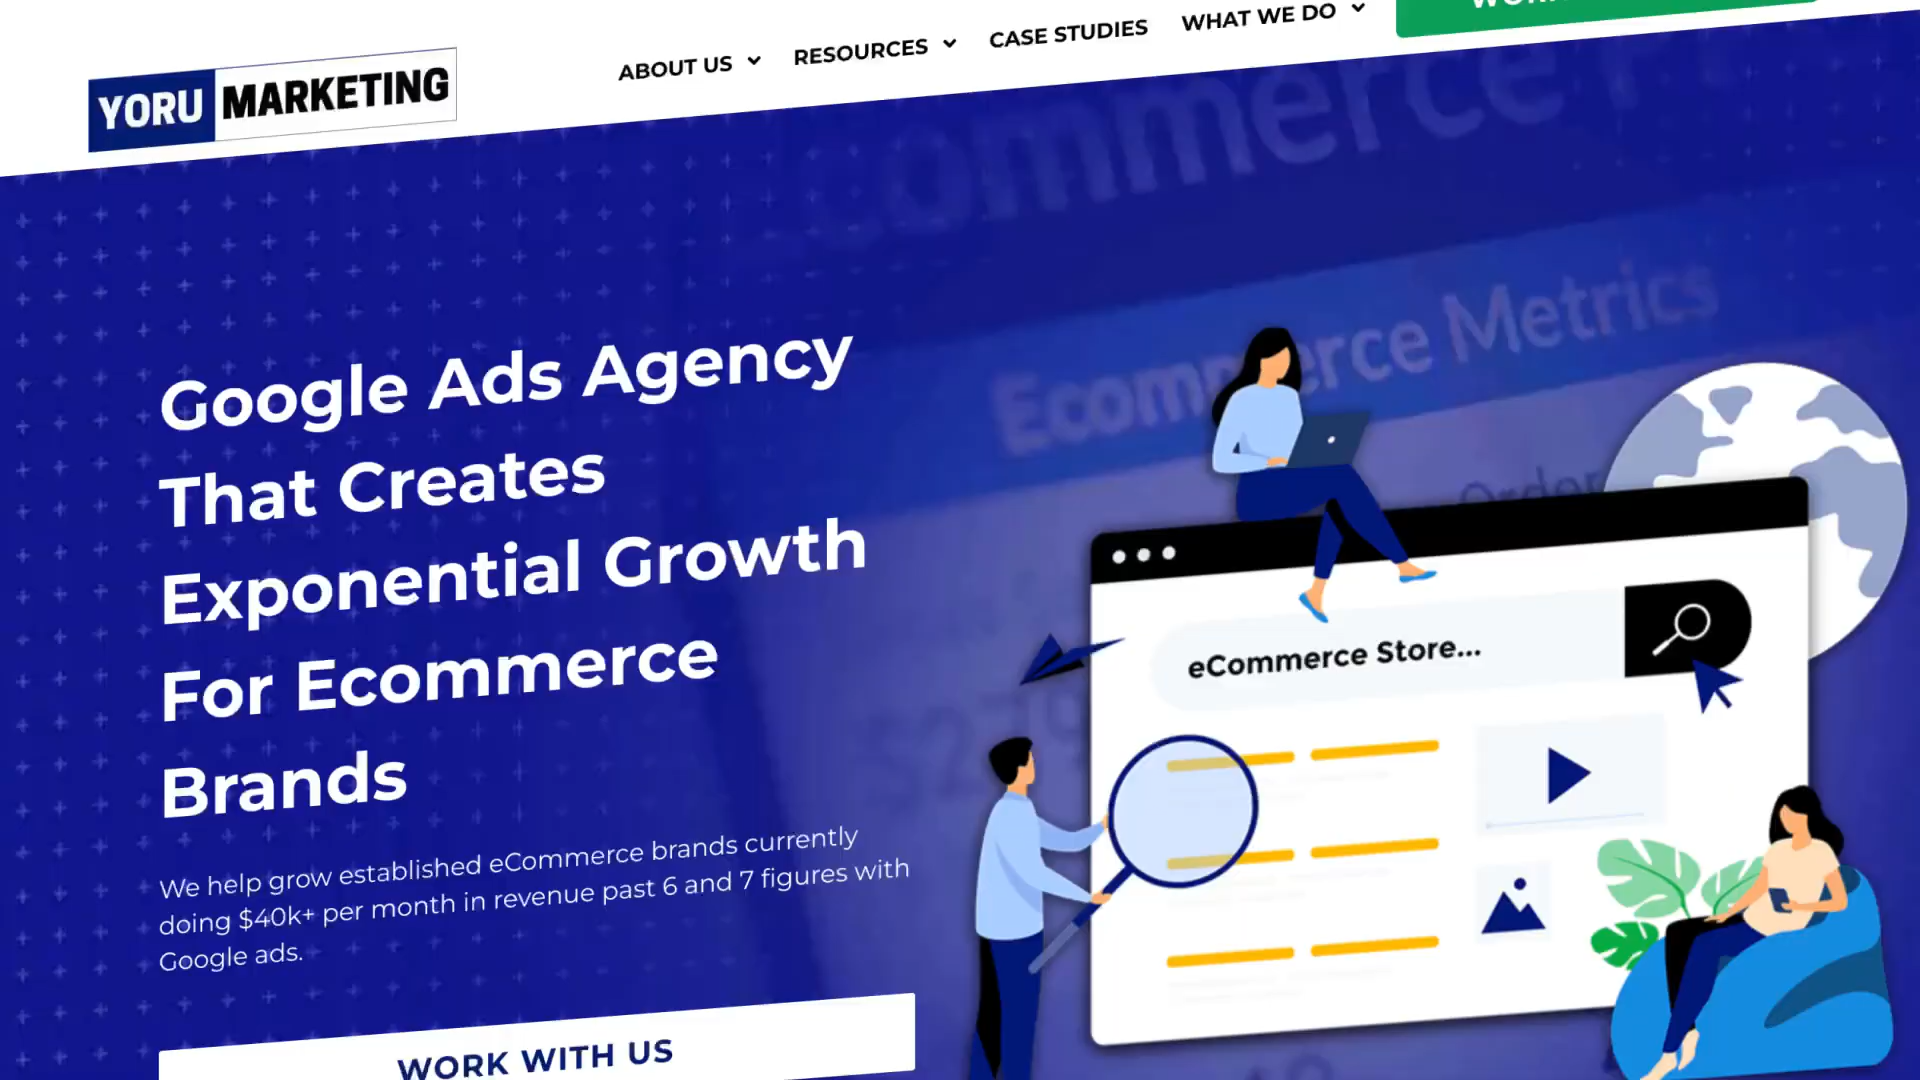 YORU MARKETING
ABOUT US
RESOURCES
CASE STUDIES
WHAT WE DO
Google Ads Agency
That Creates
Exponential Growth
For Ecommerce
Brands
We help grow established eCommerce brands currently
doing $40k+ per month in revenue past 6 and 7 figures with
Google ads.
WORK WITH US
Ecommerce Metrics
eCommerce Store...